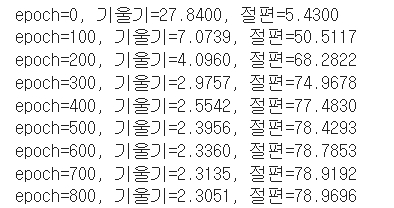 epoch=0, 기울기=27.8400, 절편=5.4300
epoch=100, 기울기=7.0739, 절편=50.5117
epoch=200, 기울기=4.0960, 절편=68.2822
epoch=300, 기울기=2.9757, 절편=74.9678
epoch=400, 기울기=2.5542, 절편=77.4830
epoch=500, 기울기=2.3956, 절편=78.4293
epoch=600, 기울기=2.3360, 절편=78.7853
epoch=700, 기울기=2.3135, 절편=78.9192
epoch=800, 기울기=2.3051, 절편=78.9696